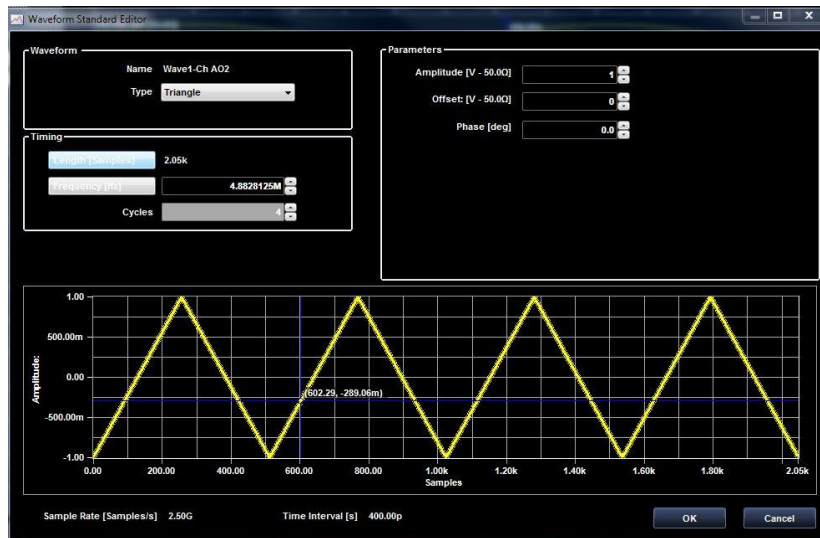 Waveform Standard Editor
Waveform
Name Wave1-Ch AO2
Type Triangle
Timing
Length [Samples] 2.05k
Frequency [Hz] 4.8828125M
Cycles 4
Parameters
Amplitude [V - 50.0Ω] 1
Offset: [V - 50.0Ω] 0
Phase [deg] 0.0
1.00
500.00m
0.00
-500.00m
-1.00
Amplitude:
(602.29, -289.06m)
0.00 200.00 400.00 600.00 800.00 1.00k 1.20k 1.40k 1.60k 1.80k 2.05k
Samples
Sample Rate [Samples/s] 2.50G Time Interval [s] 400.00p
OK Cancel